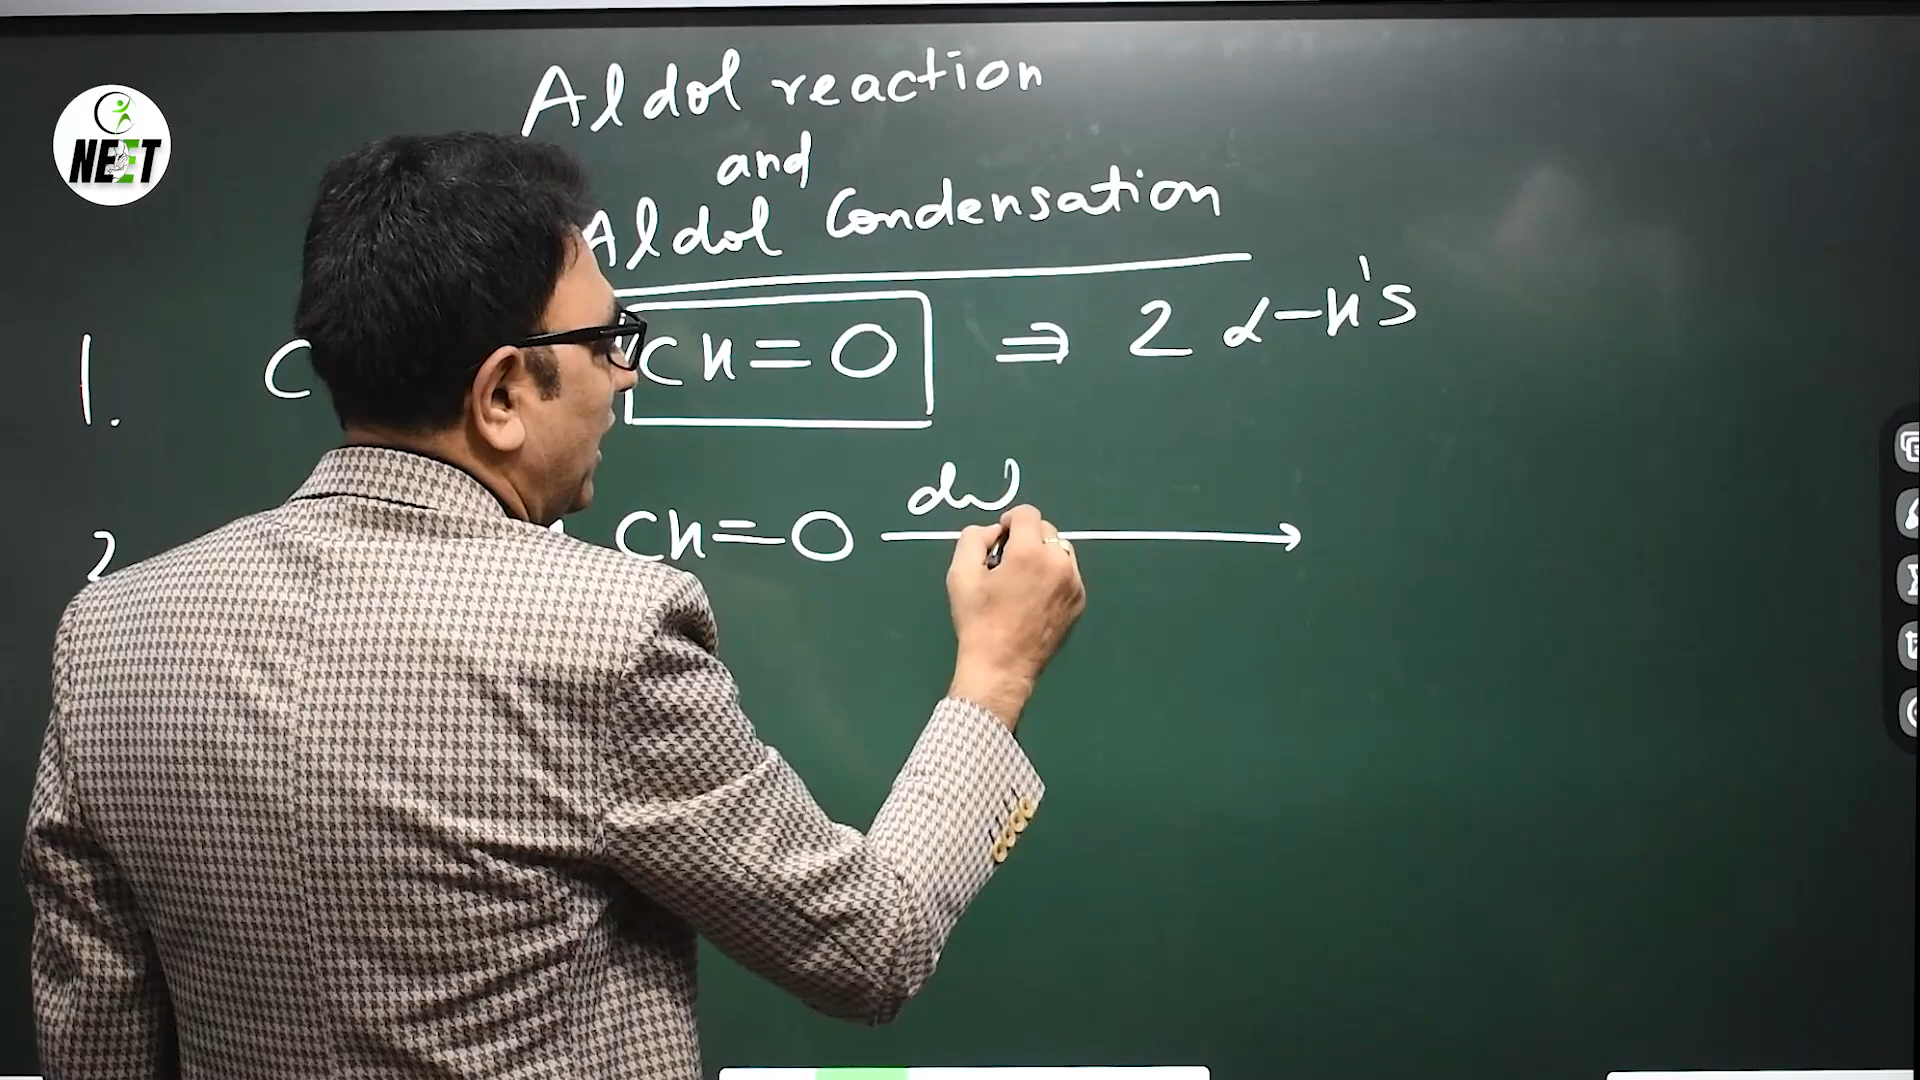 NEET
Aldol reaction
and
Aldol Condensation
1. C CH=O ⇒ 2 α-H's
2 CH=O dil